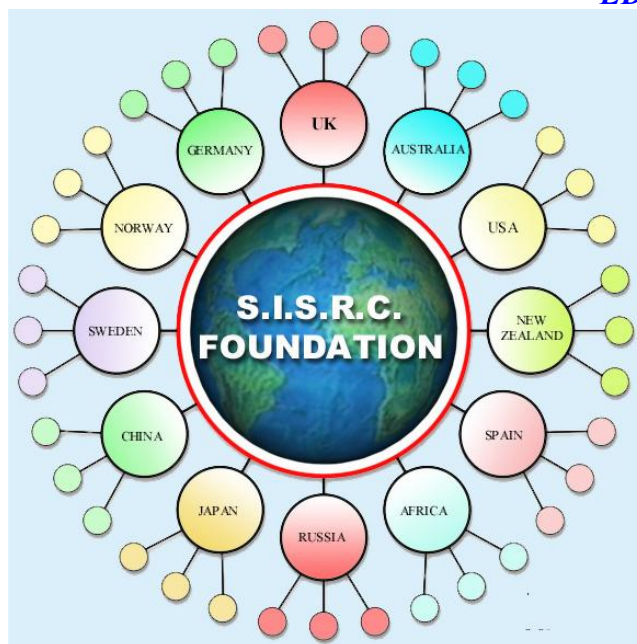 UK
AUSTRALIA
USA
NEW
ZEALAND
SPAIN
AFRICA
RUSSIA
JAPAN
CHINA
SWEDEN
NORWAY
GERMANY
S.I.S.R.C.
FOUNDATION